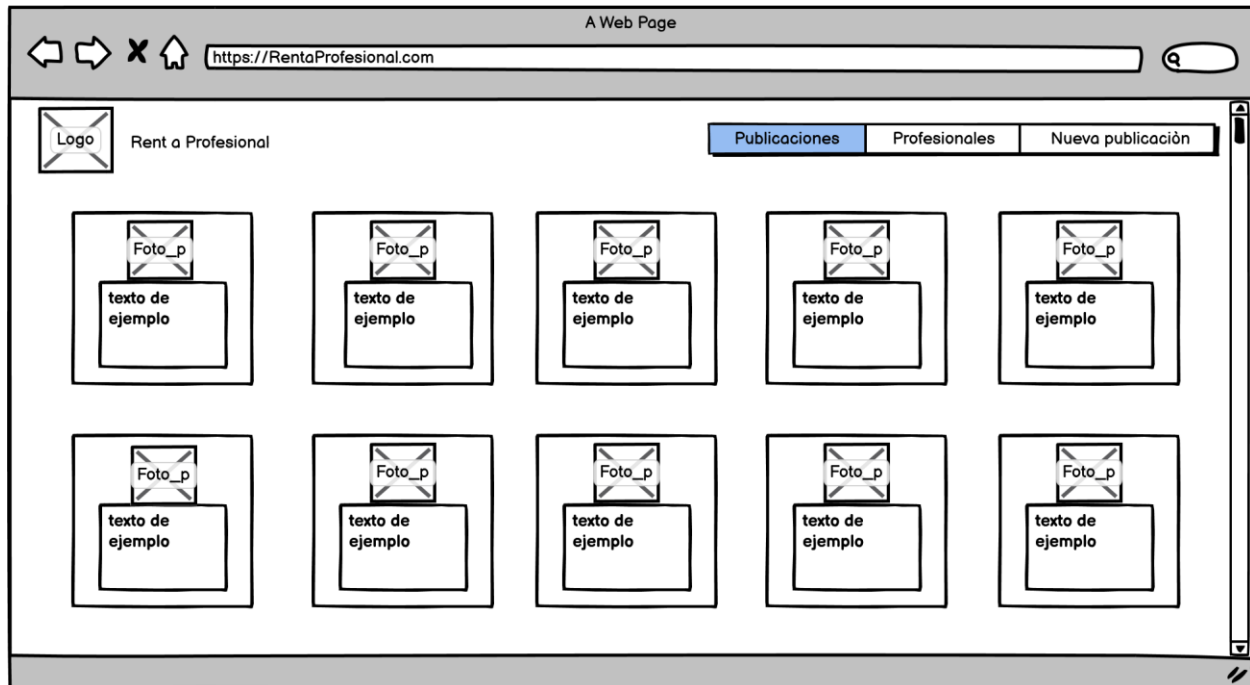 A Web Page
https://RentaProfesional.com
Logo
Rent a Profesional
Publicaciones
Profesionales
Nueva publicaciòn
Foto_p
texto de
ejemplo
Foto_p
texto de
ejemplo
Foto_p
texto de
ejemplo
Foto_p
texto de
ejemplo
Foto_p
texto de
ejemplo
Foto_p
texto de
ejemplo
Foto_p
texto de
ejemplo
Foto_p
texto de
ejemplo
Foto_p
texto de
ejemplo
Foto_p
texto de
ejemplo